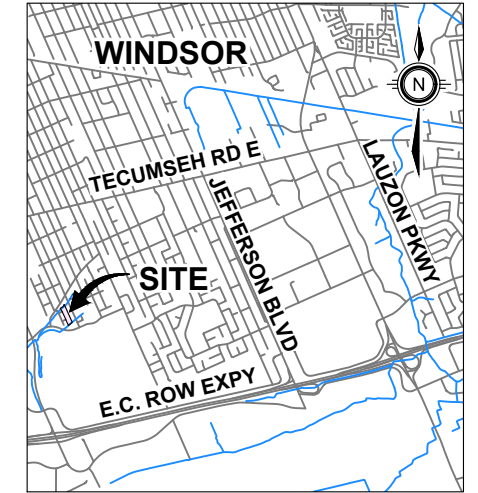 WINDSOR
N
TECUMSEH RD E
LAUZON PKWY
JEFFERSON BLVD
SITE
E.C. ROW EXPY